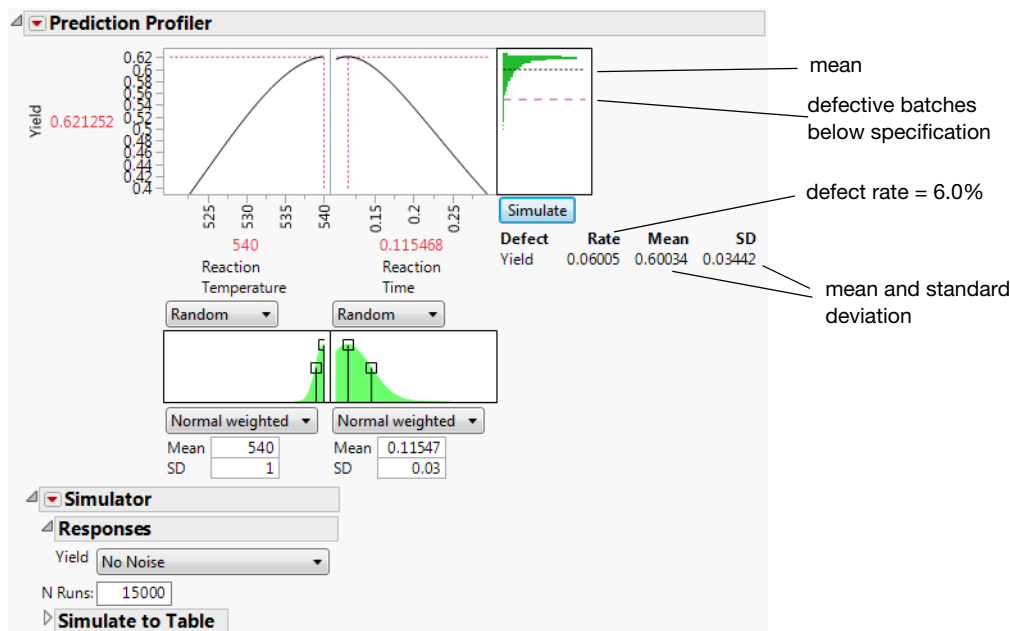 Prediction Profiler
Yield
0.621252
0.62
0.6
0.58
0.56
0.54
0.52
0.5
0.48
0.46
0.44
0.42
0.4
525
530
535
540
0.15
0.2
0.25
540
0.115468
Reaction
Temperature
Reaction
Time
mean
defective batches
below specification
defect rate = 6.0%
Simulate
Defect Rate Mean SD
Yield 0.06005 0.60034 0.03442
mean and standard
deviation
Random
Random
Normal weighted
Normal weighted
Mean 540
SD 1
Mean 0.11547
SD 0.03
Simulator
Responses
Yield No Noise
N Runs: 15000
Simulate to Table